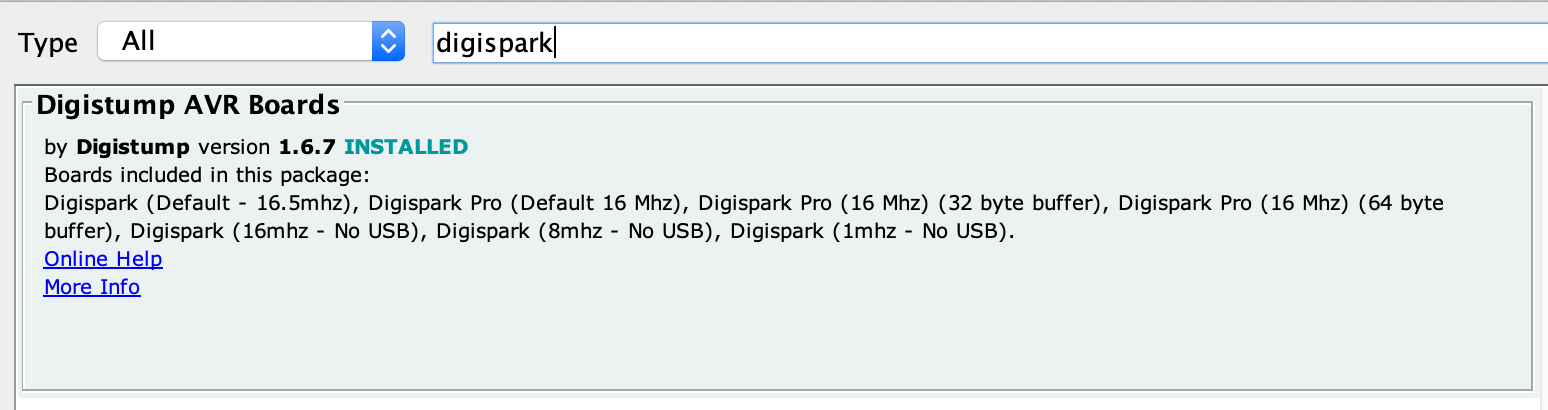 Type All digispark
Digistump AVR Boards
by Digistump version 1.6.7 INSTALLED
Boards included in this package:
Digispark (Default - 16.5mhz), Digispark Pro (Default 16 Mhz), Digispark Pro (16 Mhz) (32 byte buffer), Digispark Pro (16 Mhz) (64 byte
buffer), Digispark (16mhz - No USB), Digispark (8mhz - No USB), Digispark (1mhz - No USB).
Online Help
More Info